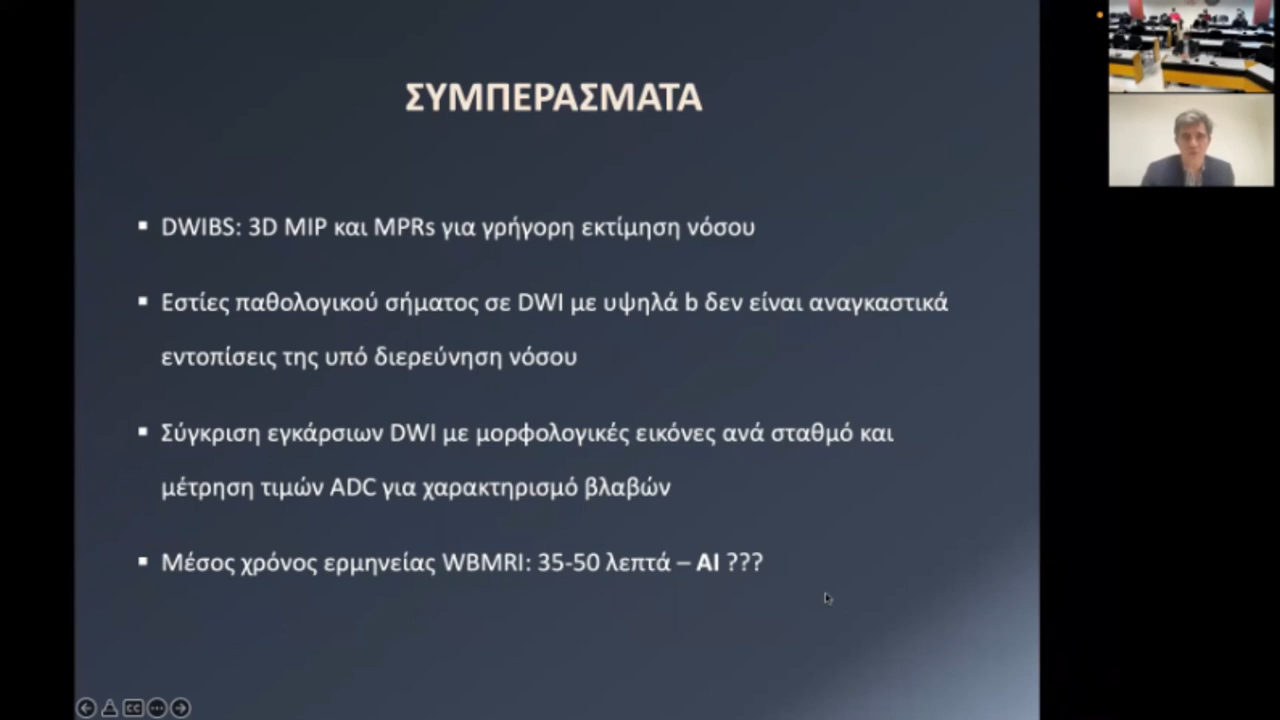 ΣΥΜΠΕΡΑΣΜΑΤΑ
▪ DWIBS: 3D MIP και MPRs για γρήγορη εκτίμηση νόσου
▪ Εστίες παθολογικού σήματος σε DWI με υψηλά b δεν είναι αναγκαστικά
εντοπίσεις της υπό διερεύνηση νόσου
▪ Σύγκριση εγκάρσιων DWI με μορφολογικές εικόνες ανά σταθμό και
μέτρηση τιμών ADC για χαρακτηρισμό βλαβών
▪ Μέσος χρόνος ερμηνείας WBMRI: 35-50 λεπτά – AI ???
CC